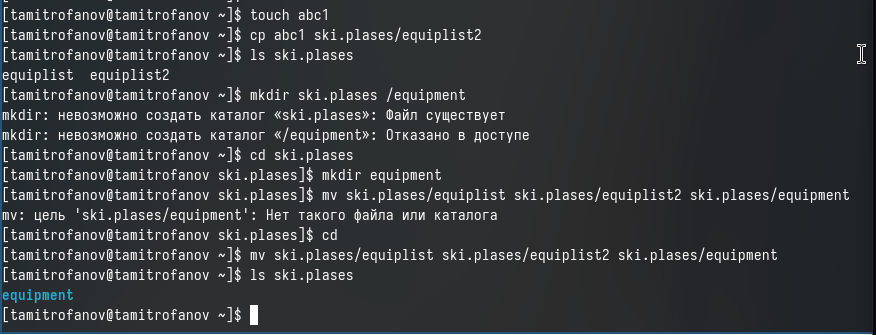 [tamitrofanov@tamitrofanov ~]$ touch abc1
[tamitrofanov@tamitrofanov ~]$ cp abc1 ski.plases/equiplist2
[tamitrofanov@tamitrofanov ~]$ ls ski.plases
equiplist  equiplist2
[tamitrofanov@tamitrofanov ~]$ mkdir ski.plases /equipment
mkdir: невозможно создать каталог «ski.plases»: Файл существует
mkdir: невозможно создать каталог «/equipment»: Отказано в доступе
[tamitrofanov@tamitrofanov ~]$ cd ski.plases
[tamitrofanov@tamitrofanov ski.plases]$ mkdir equipment
[tamitrofanov@tamitrofanov ski.plases]$ mv ski.plases/equiplist ski.plases/equiplist2 ski.plases/equipment
mv: цель 'ski.plases/equipment': Нет такого файла или каталога
[tamitrofanov@tamitrofanov ski.plases]$ cd
[tamitrofanov@tamitrofanov ~]$ mv ski.plases/equiplist ski.plases/equiplist2 ski.plases/equipment
[tamitrofanov@tamitrofanov ~]$ ls ski.plases
equipment
[tamitrofanov@tamitrofanov ~]$